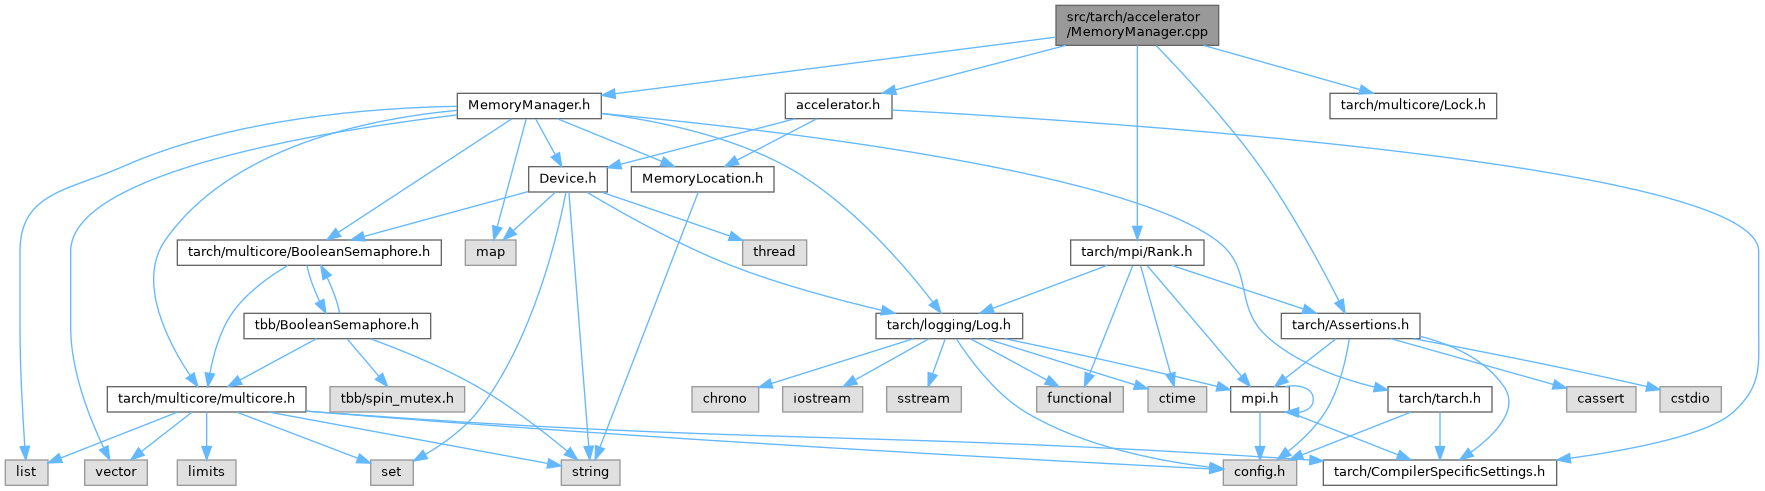 src/tarch/accelerator
/MemoryManager.cpp
MemoryManager.h
accelerator.h
tarch/multicore/Lock.h
Device.h
MemoryLocation.h
tarch/multicore/BooleanSemaphore.h
map
thread
tarch/mpi/Rank.h
tbb/BooleanSemaphore.h
tarch/logging/Log.h
tarch/Assertions.h
tarch/multicore/multicore.h
tbb/spin_mutex.h
chrono
iostream
sstream
functional
ctime
mpi.h
tarch/tarch.h
cassert
cstdio
list
vector
limits
set
string
config.h
tarch/CompilerSpecificSettings.h